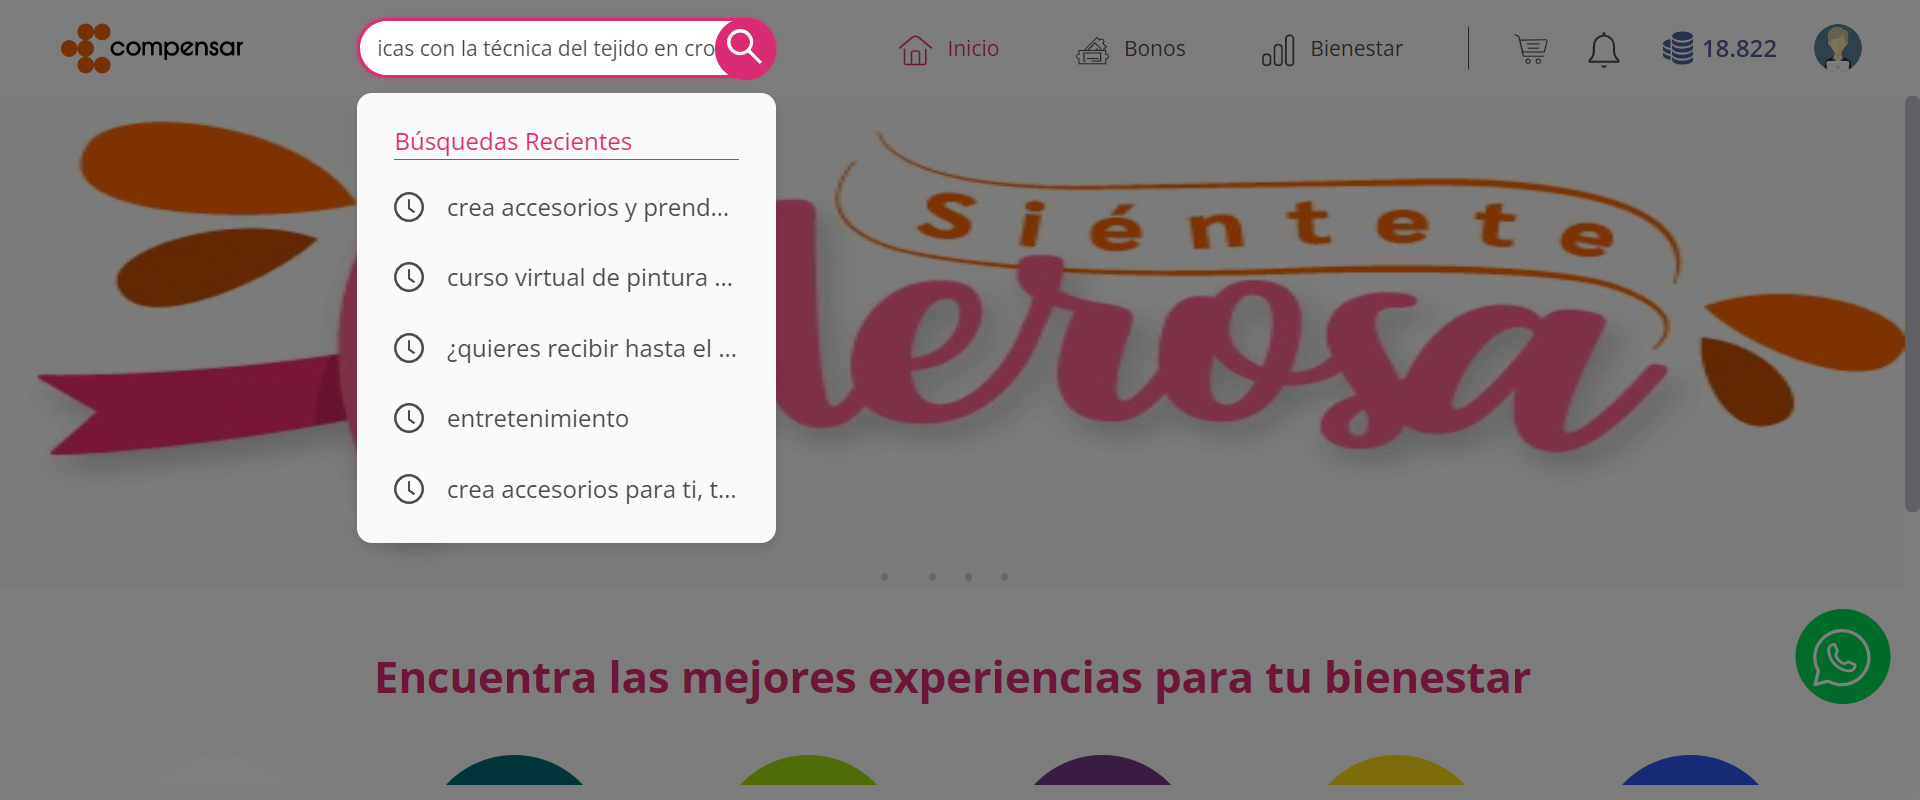 compensar
icas con la técnica del tejido en cro
Inicio
Bonos
Bienestar
18.822
Búsquedas Recientes
crea accesorios y prend...
curso virtual de pintura ...
¿quieres recibir hasta el ...
entretenimiento
crea accesorios para ti, t...
Siéntete
derosa
Encuentra las mejores experiencias para tu bienestar